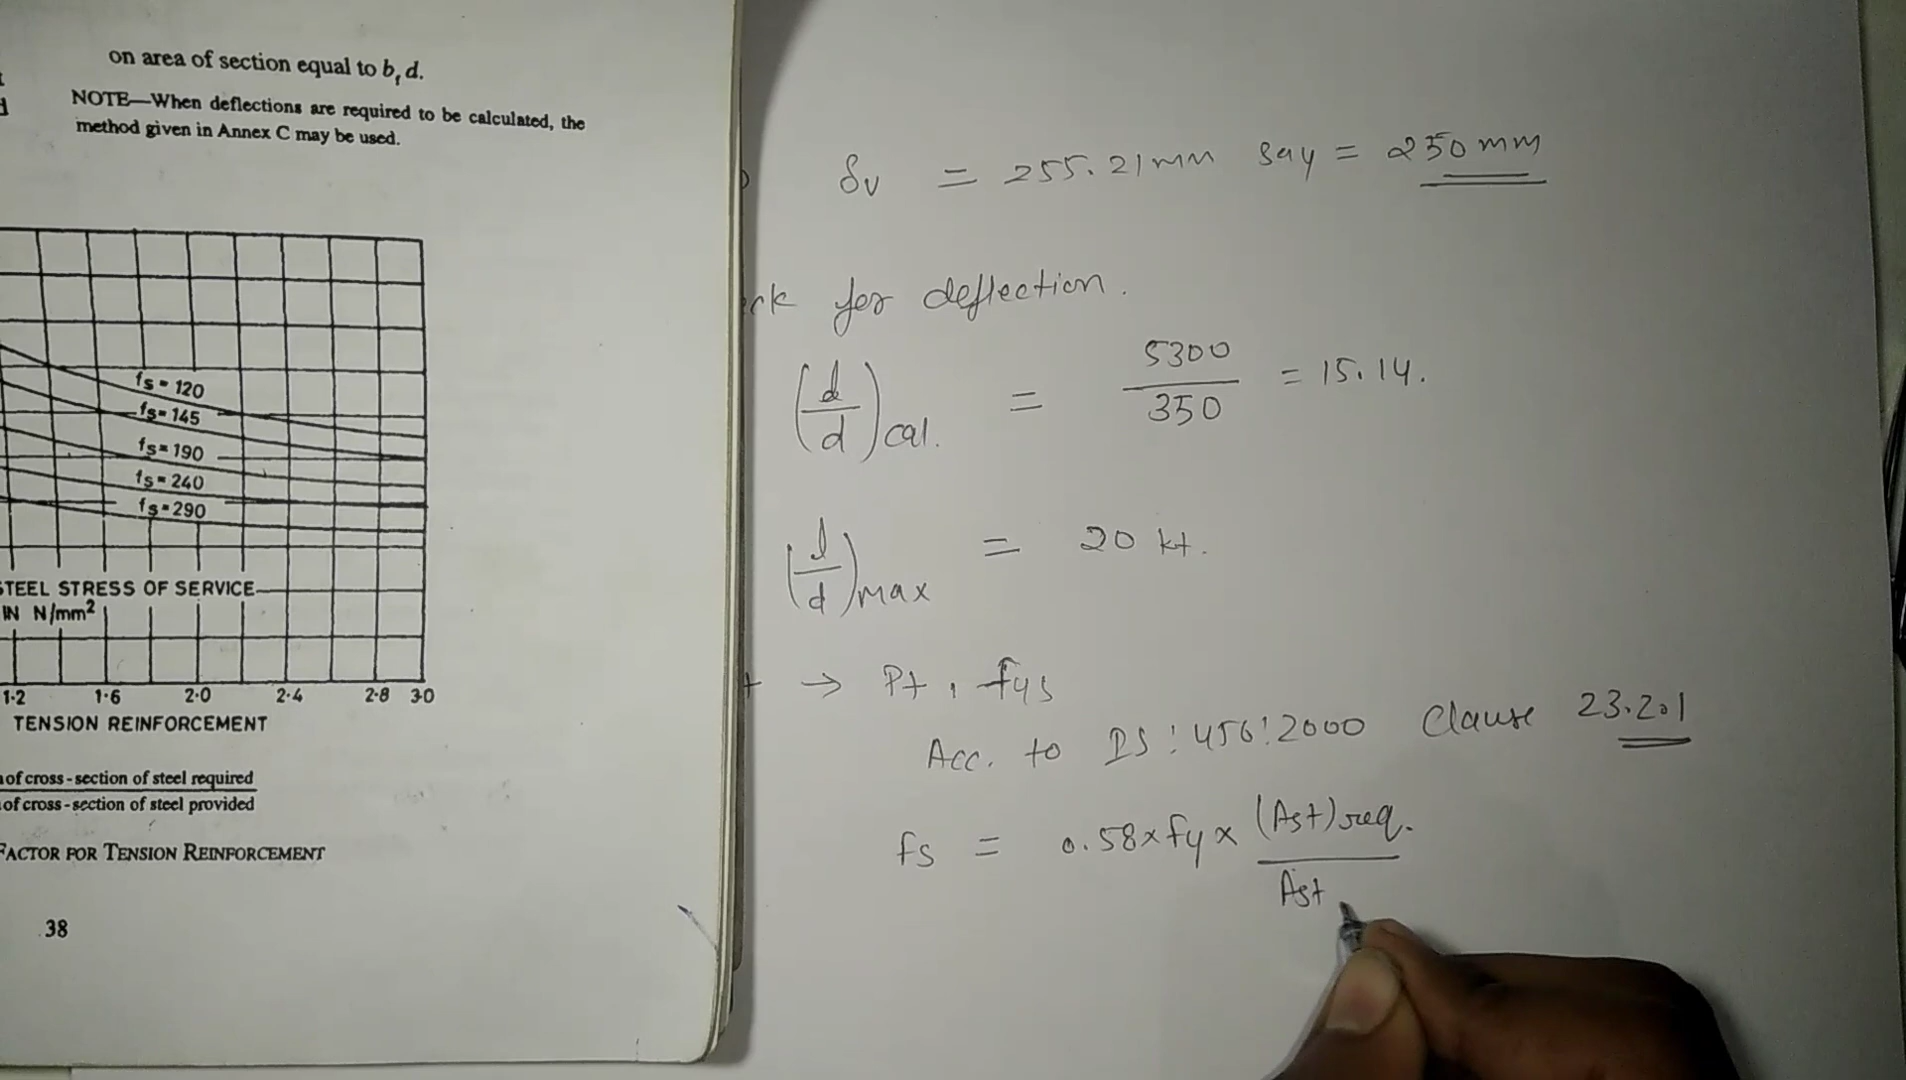 on area of section equal to bf d.
NOTE—When deflections are required to be calculated, the
method given in Annex C may be used.
fs = 120
fs = 145
fs = 190
fs = 240
fs = 290
STEEL STRESS OF SERVICE
IN N/mm2
1·2 1·6 2·0 2·4 2·8 3·0
TENSION REINFORCEMENT
of cross-section of steel required
of cross-section of steel provided
FACTOR FOR TENSION REINFORCEMENT
38
Sv = 255.21mm say = 250 mm
for deflection.
(l/d)cal. = 5300/350 = 15.14.
(l/d)max = 20 kt.
→ Pt, fys
Acc. to IS:456:2000 Clause 23.2.1
fs = 0.58 x fy x (Ast)req.
Ast